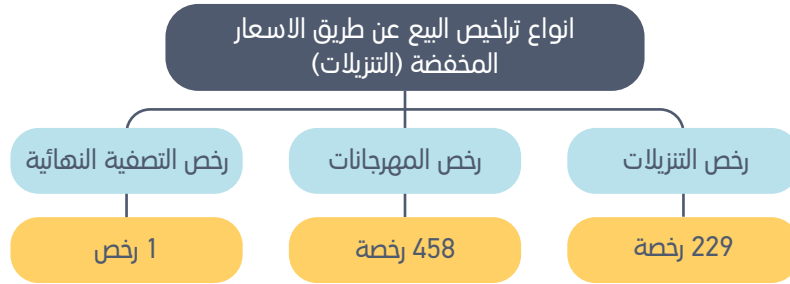 انواع تراخيص البيع عن طريق الاسعار
المخفضة (التنزيلات)
رخص التنزيلات
رخص المهرجانات
رخص التصفية النهائية
229 رخصة
458 رخصة
1 رخص